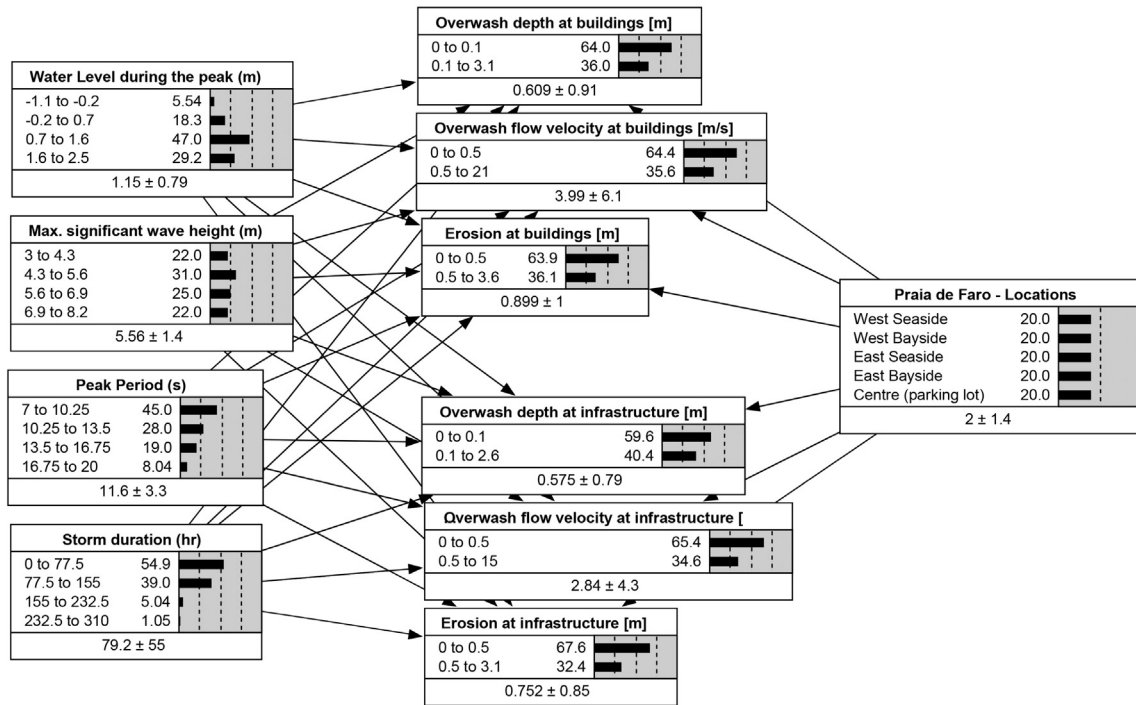 Overwash depth at buildings [m]
0 to 0.1 64.0
0.1 to 3.1 36.0
0.609 ± 0.91
Water Level during the peak (m)
-1.1 to -0.2 5.54
-0.2 to 0.7 18.3
0.7 to 1.6 47.0
1.6 to 2.5 29.2
1.15 ± 0.79
Overwash flow velocity at buildings [m/s]
0 to 0.5 64.4
0.5 to 21 35.6
3.99 ± 6.1
Max. significant wave height (m)
3 to 4.3 22.0
4.3 to 5.6 31.0
5.6 to 6.9 25.0
6.9 to 8.2 22.0
5.56 ± 1.4
Erosion at buildings [m]
0 to 0.5 63.9
0.5 to 3.6 36.1
0.899 ± 1
Praia de Faro - Locations
West Seaside 20.0
West Bayside 20.0
East Seaside 20.0
East Bayside 20.0
Centre (parking lot) 20.0
2 ± 1.4
Peak Period (s)
7 to 10.25 45.0
10.25 to 13.5 28.0
13.5 to 16.75 19.0
16.75 to 20 8.04
11.6 ± 3.3
Overwash depth at infrastructure [m]
0 to 0.1 59.6
0.1 to 2.6 40.4
0.575 ± 0.79
Overwash flow velocity at infrastructure [
0 to 0.5 65.4
0.5 to 15 34.6
2.84 ± 4.3
Storm duration (hr)
0 to 77.5 54.9
77.5 to 155 39.0
155 to 232.5 5.04
232.5 to 310 1.05
79.2 ± 55
Erosion at infrastructure [m]
0 to 0.5 67.6
0.5 to 3.1 32.4
0.752 ± 0.85